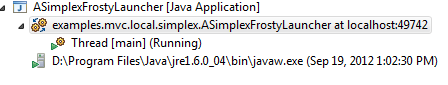 ASimplexFrostyLauncher [Java Application]
examples.mvc.local.simplex.ASimplexFrostyLauncher at localhost:49742
Thread [main] (Running)
D:\Program Files\Java\jre1.6.0_04\bin\javaw.exe (Sep 19, 2012 1:02:30 PM)